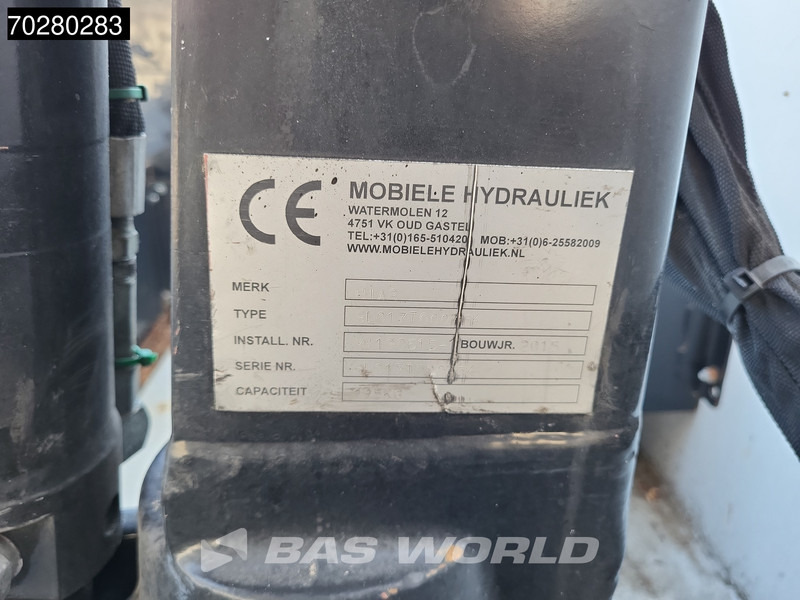 70280283
CE MOBIELE HYDRAULIEK
WATERMOLEN 12
4751 VK OUD GASTEL
TEL:+31(0)165-510420 MOB:+31(0)6-25582009
WWW.MOBIELEHYDRAULIEK.NL
MERK
TYPE
INSTALL. NR. BOUWJR. 2015
SERIE NR.
CAPACITEIT
BAS WORLD